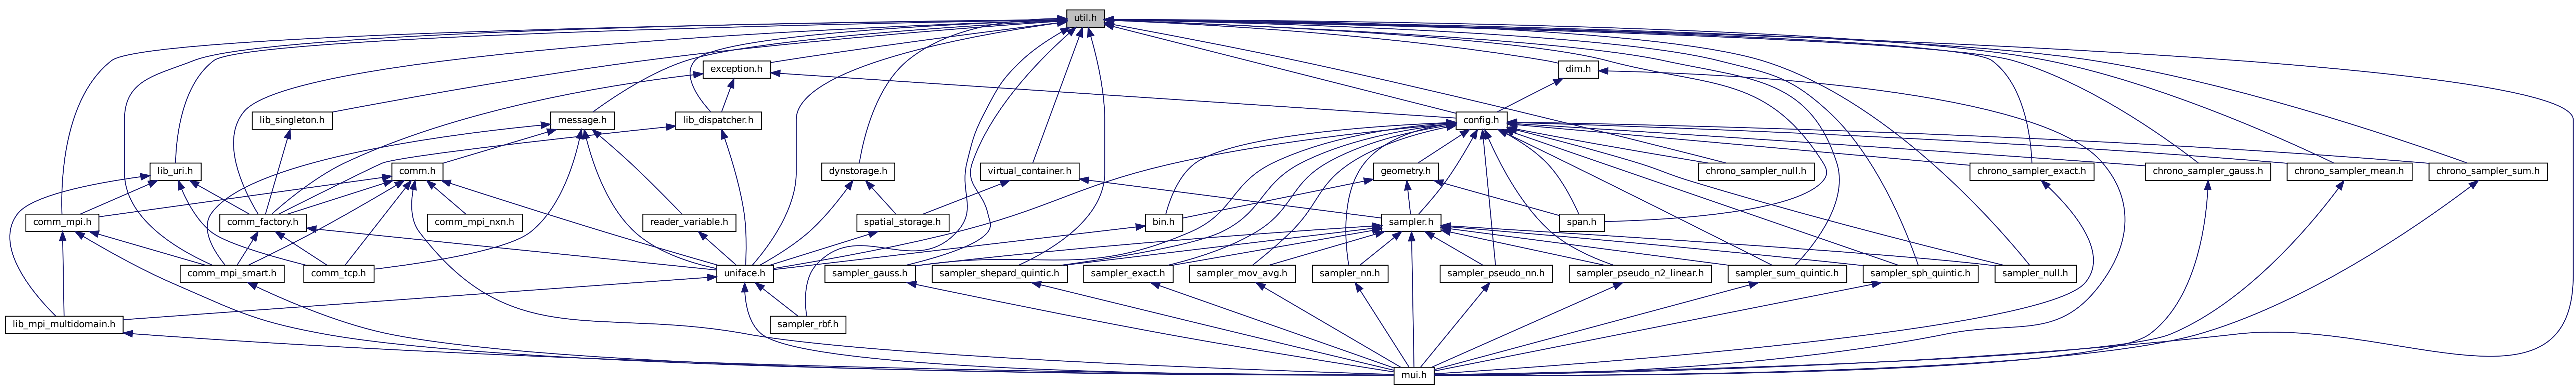 util.h
exception.h
dim.h
lib_singleton.h
message.h
lib_dispatcher.h
config.h
lib_uri.h
comm.h
dynstorage.h
virtual_container.h
geometry.h
chrono_sampler_null.h
chrono_sampler_exact.h
chrono_sampler_gauss.h
chrono_sampler_mean.h
chrono_sampler_sum.h
comm_mpi.h
comm_factory.h
comm_mpi_nxn.h
reader_variable.h
spatial_storage.h
bin.h
sampler.h
span.h
comm_mpi_smart.h
comm_tcp.h
uniface.h
sampler_gauss.h
sampler_shepard_quintic.h
sampler_exact.h
sampler_mov_avg.h
sampler_nn.h
sampler_pseudo_nn.h
sampler_pseudo_n2_linear.h
sampler_sum_quintic.h
sampler_sph_quintic.h
sampler_null.h
lib_mpi_multidomain.h
sampler_rbf.h
mui.h